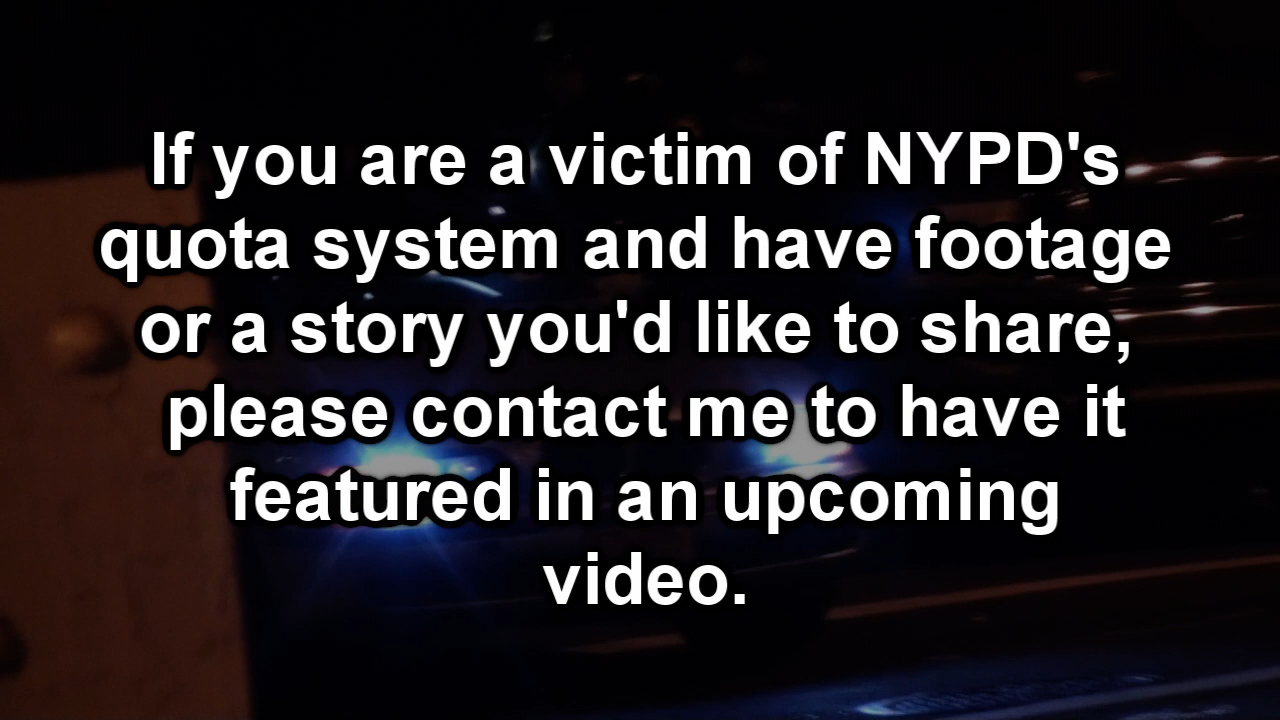 If you are a victim of NYPD's
quota system and have footage
or a story you'd like to share,
please contact me to have it
featured in an upcoming
video.